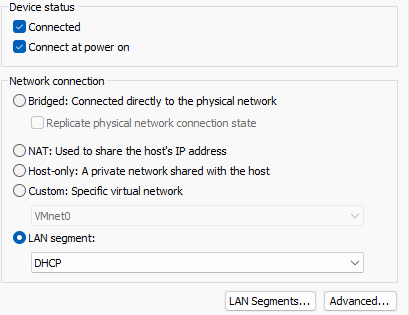 Device status
Connected
Connect at power on
Network connection
Bridged: Connected directly to the physical network
Replicate physical network connection state
NAT: Used to share the host's IP address
Host-only: A private network shared with the host
Custom: Specific virtual network
VMnet0
LAN segment:
DHCP
LAN Segments... Advanced...